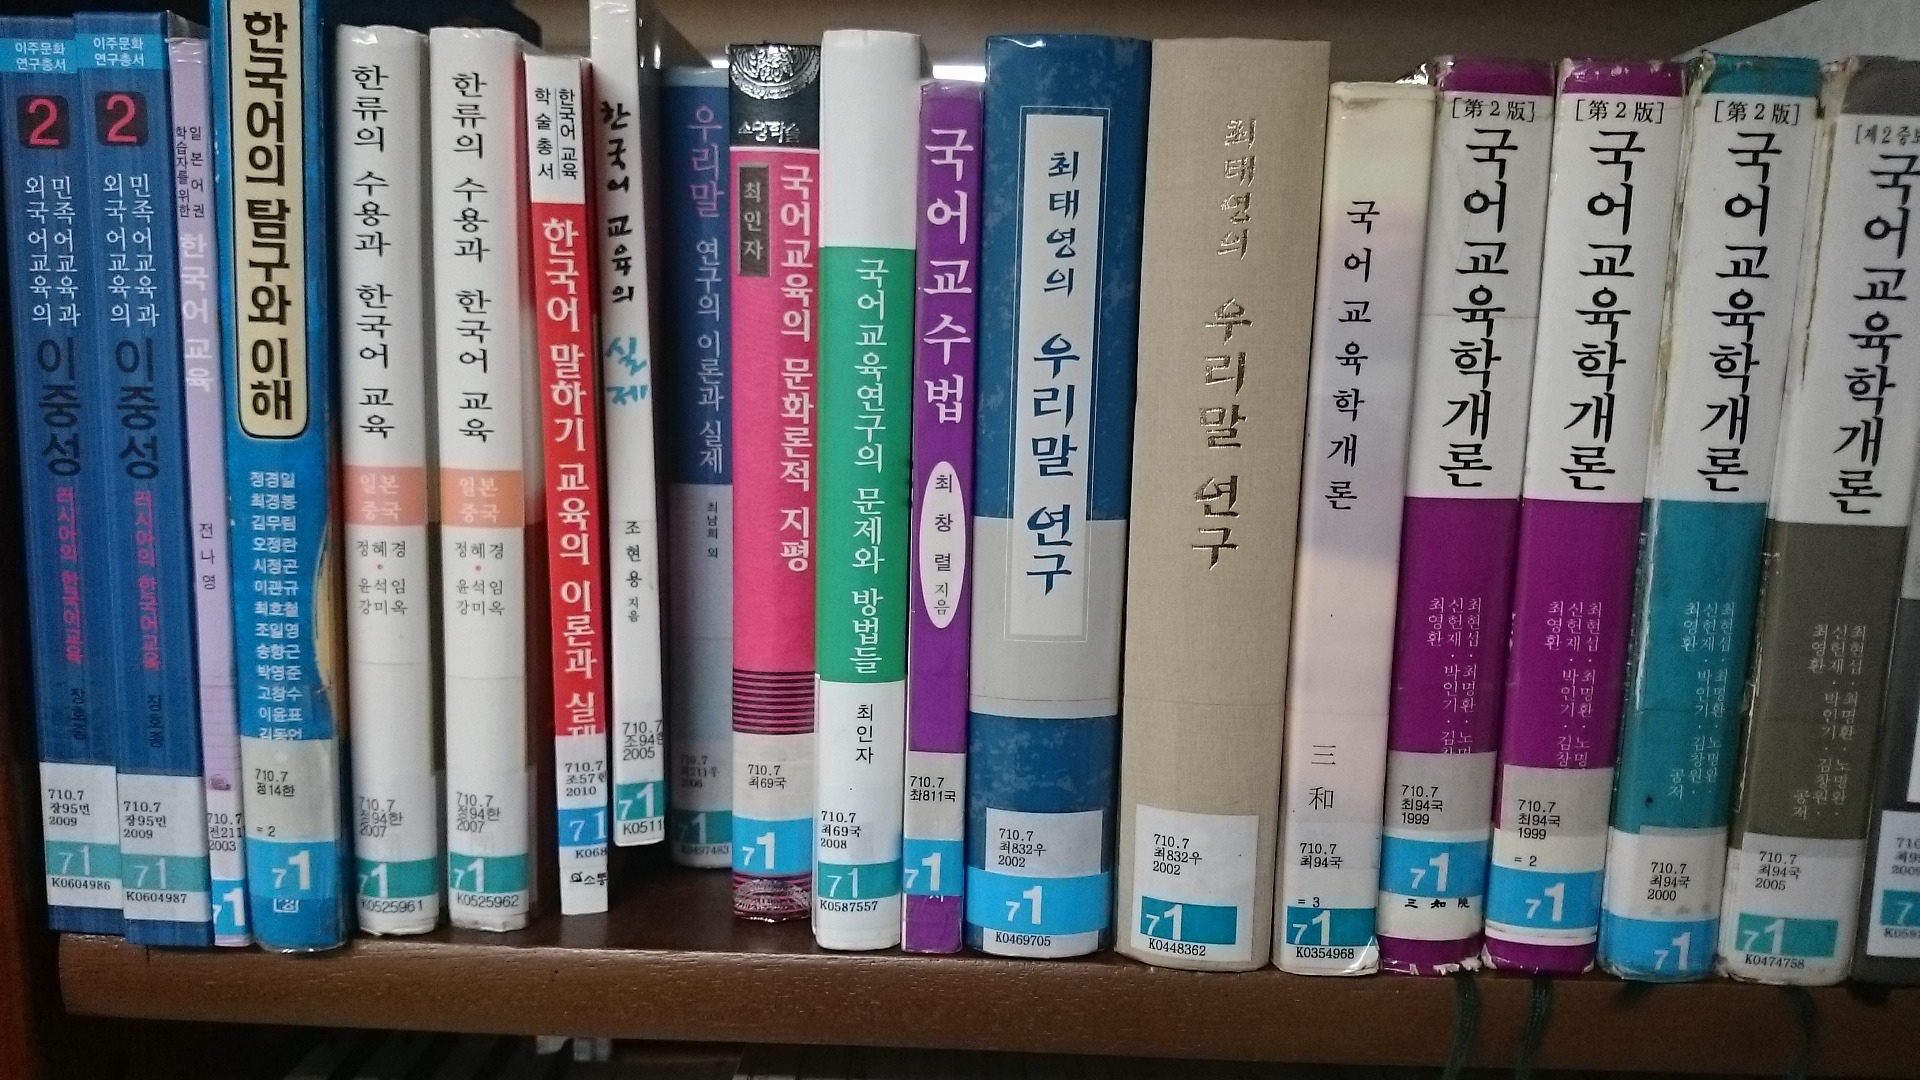 이주문화
연구총서
2
민족어교육과
외국어교육의
이중성
러시아의 한국어교육
장호종
710.7
장95민
2009
71
K0604986
이주문화
연구총서
2
민족어교육과
외국어교육의
이중성
러시아의 한국어교육
장호종
710.7
장95민
2009
71
K0604987
일본어권
학습자를 위한
한국어 교육
전나영
710.7
전211
2003
71
한국어의 탐구와 이해
정경일
최경봉
김무림
오정란
시정곤
이관규
최호철
조일영
송향근
박영준
고창수
이윤표
김동언
710.7
정14한
=2
71
한류의 수용과 한국어 교육
일본
중국
정혜경
윤석임
강미옥
710.7
정94한
2007
71
K0525961
한류의 수용과 한국어 교육
일본
중국
정혜경
윤석임
강미옥
710.7
정94한
2007
71
K0525962
한국어 교육
학술총서
한국어 말하기 교육의 이론과 실제
710.7
조57한
2010
71
K068
소통
한국어 교육의 실제
조현용 지음
710.7
조94한
2005
71
K0511
우리말 연구의 이론과 실제
최남희 외
710.7
최211우
2006
71
K0497483
최인자
국어교육의 문화론적 지평
710.7
최69국
71
국어교육연구의 문제와 방법들
최인자
710.7
최69국
2008
71
K0587557
국어교수법
최창렬 지음
710.7
최811국
71
최태영의 우리말 연구
710.7
최832우
2002
71
K0469705
최태영의 우리말 연구
710.7
최832우
2002
71
K0448362
국어교육학개론
三和
710.7
최94국
=3
71
K0354968
[第2版]
국어교육학개론
최현섭·최명환·노명
신헌재·박인기·김창
최영환
710.7
최94국
1999
71
三知院
[第2版]
국어교육학개론
최현섭·최명환·노명
신헌재·박인기·김창
최영환
710.7
최94국
1999
=2
71
[第2版]
국어교육학개론
최현섭·최명환·노명완·
신헌재·박인기·김창원·
최영환 공저
710.7
최94국
2000
71
[제2증보
국어교육학개론
최현섭·최명환·노명완·
신헌재·박인기·김창원·
최영환 공저
710.7
최94국
2005
71
K0474758